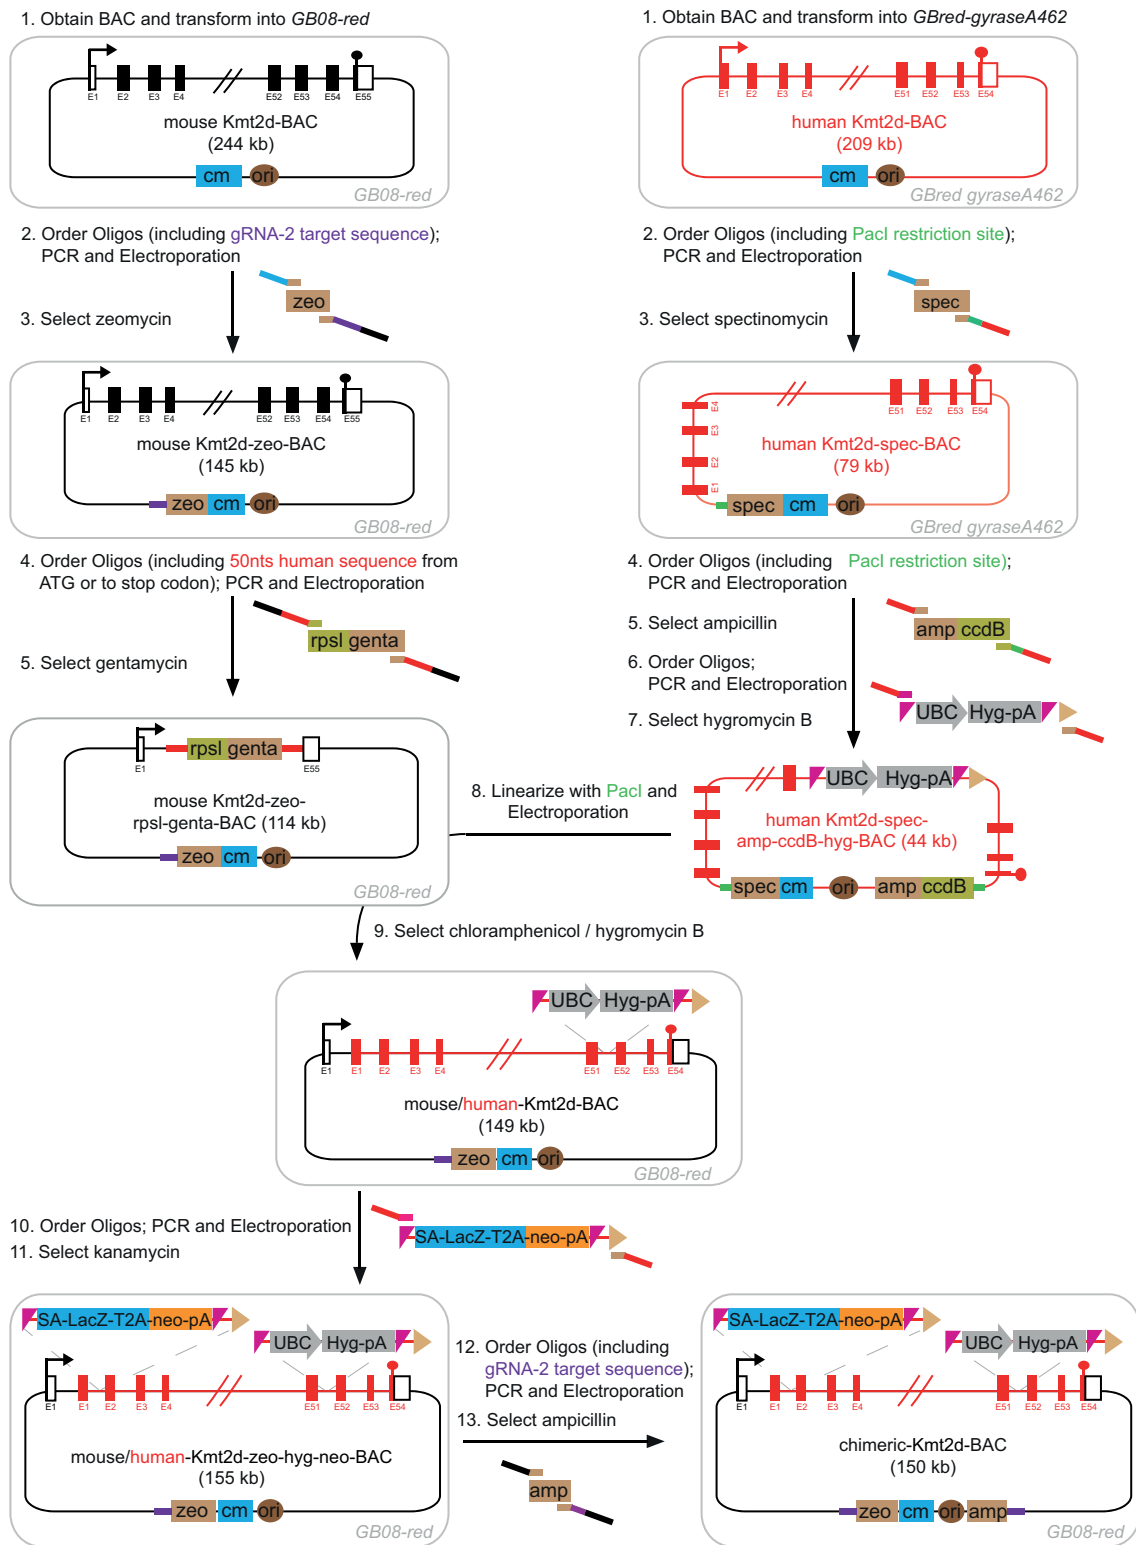 1. Obtain BAC and transform into GB08-red
E1
E2
E3
E4
E52
E53
E54
E55
mouse Kmt2d-BAC
(244 kb)
cm
ori
GB08-red
2. Order Oligos (including gRNA-2 target sequence);
PCR and Electroporation
zeo
3. Select zeomycin
E1
E2
E3
E4
E52
E53
E54
E55
mouse Kmt2d-zeo-BAC
(145 kb)
zeo
cm
ori
GB08-red
4. Order Oligos (including 50nts human sequence from
ATG or to stop codon); PCR and Electroporation
rpsl genta
5. Select gentamycin
rpsl genta
E1
E55
mouse Kmt2d-zeo-
rpsl-genta-BAC (114 kb)
zeo
cm
ori
GB08-red
1. Obtain BAC and transform into GBred-gyraseA462
E1
E2
E3
E4
E51
E52
E53
E54
human Kmt2d-BAC
(209 kb)
cm
ori
GBred gyraseA462
2. Order Oligos (including PacI restriction site);
PCR and Electroporation
spec
3. Select spectinomycin
E4
E3
E2
E1
E51
E52
E53
E54
human Kmt2d-spec-BAC
(79 kb)
spec
cm
ori
GBred gyraseA462
4. Order Oligos (including PacI restriction site);
PCR and Electroporation
5. Select ampicillin
amp ccdB
6. Order Oligos;
PCR and Electroporation
UBC
Hyg-pA
7. Select hygromycin B
UBC
Hyg-pA
human Kmt2d-spec-
amp-ccdB-hyg-BAC (44 kb)
spec
cm
ori
amp
ccdB
8. Linearize with PacI and
Electroporation
9. Select chloramphenicol / hygromycin B
UBC
Hyg-pA
E1
E1
E2
E3
E4
E51
E52
E53
E54
mouse/human-Kmt2d-BAC
(149 kb)
zeo
cm
ori
GB08-red
10. Order Oligos; PCR and Electroporation
11. Select kanamycin
SA-LacZ-T2A-neo-pA
SA-LacZ-T2A-neo-pA
UBC
Hyg-pA
E1
E1
E2
E3
E4
E51
E52
E53
E54
mouse/human-Kmt2d-zeo-hyg-neo-BAC
(155 kb)
zeo
cm
ori
GB08-red
12. Order Oligos (including
gRNA-2 target sequence);
PCR and Electroporation
13. Select ampicillin
amp
SA-LacZ-T2A-neo-pA
UBC
Hyg-pA
E1
E1
E2
E3
E4
E51
E52
E53
E54
chimeric-Kmt2d-BAC
(150 kb)
zeo
cm
ori
amp
GB08-red